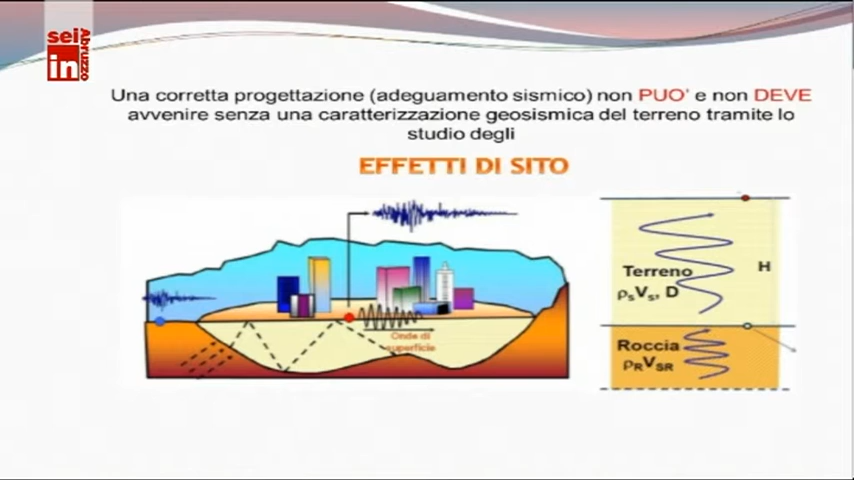 sei
in
Abruzzo
Una corretta progettazione (adeguamento sismico) non PUO' e non DEVE
avvenire senza una caratterizzazione geosismica del terreno tramite lo
studio degli
EFFETTI DI SITO
Onde di
superficie
Terreno
ρsVs, D
H
Roccia
ρRVSR